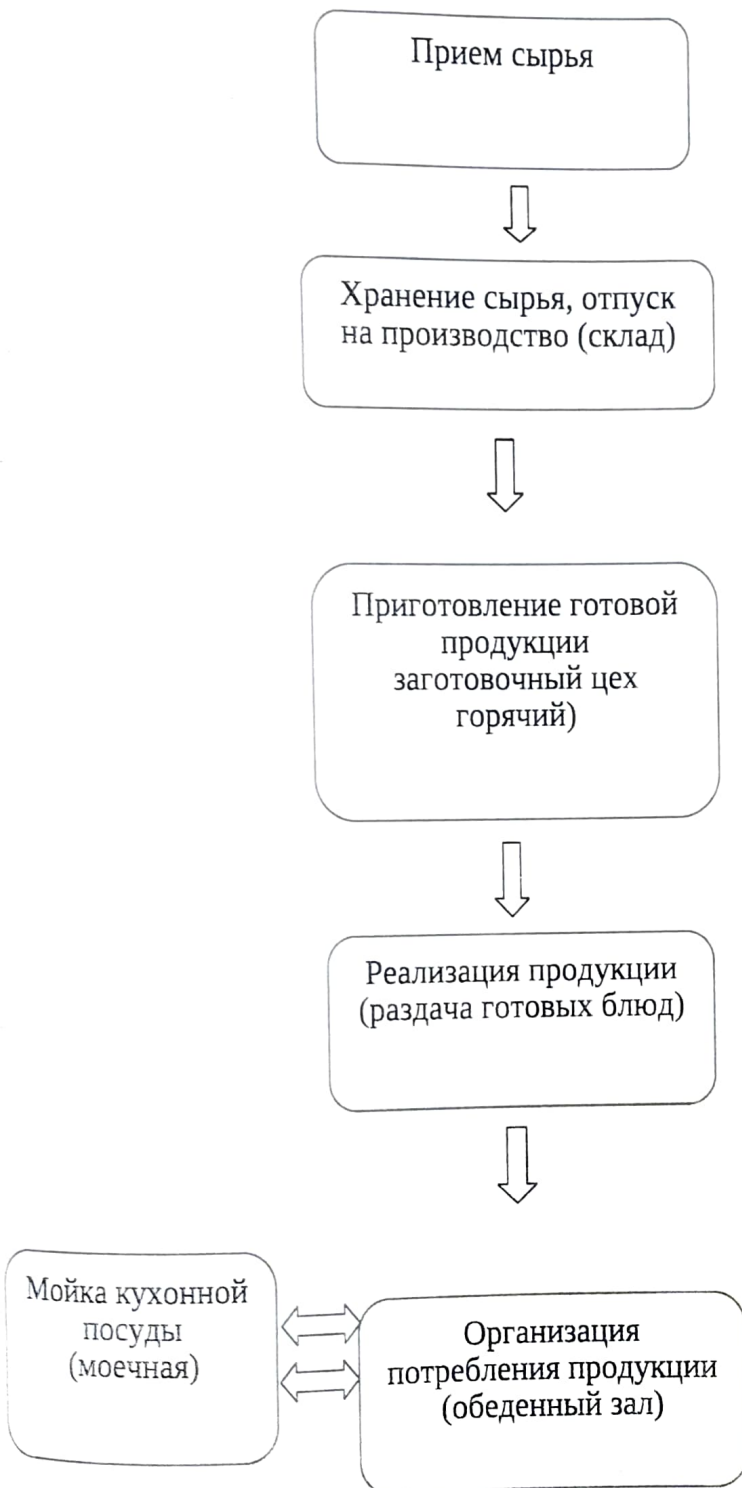 Прием сырья
Хранение сырья, отпуск
на производство (склад)
Приготовление готовой
продукции
заготовочный цех
горячий)
Реализация продукции
(раздача готовых блюд)
Мойка кухонной
посуды
(моечная)
Организация
потребления продукции
(обеденный зал)